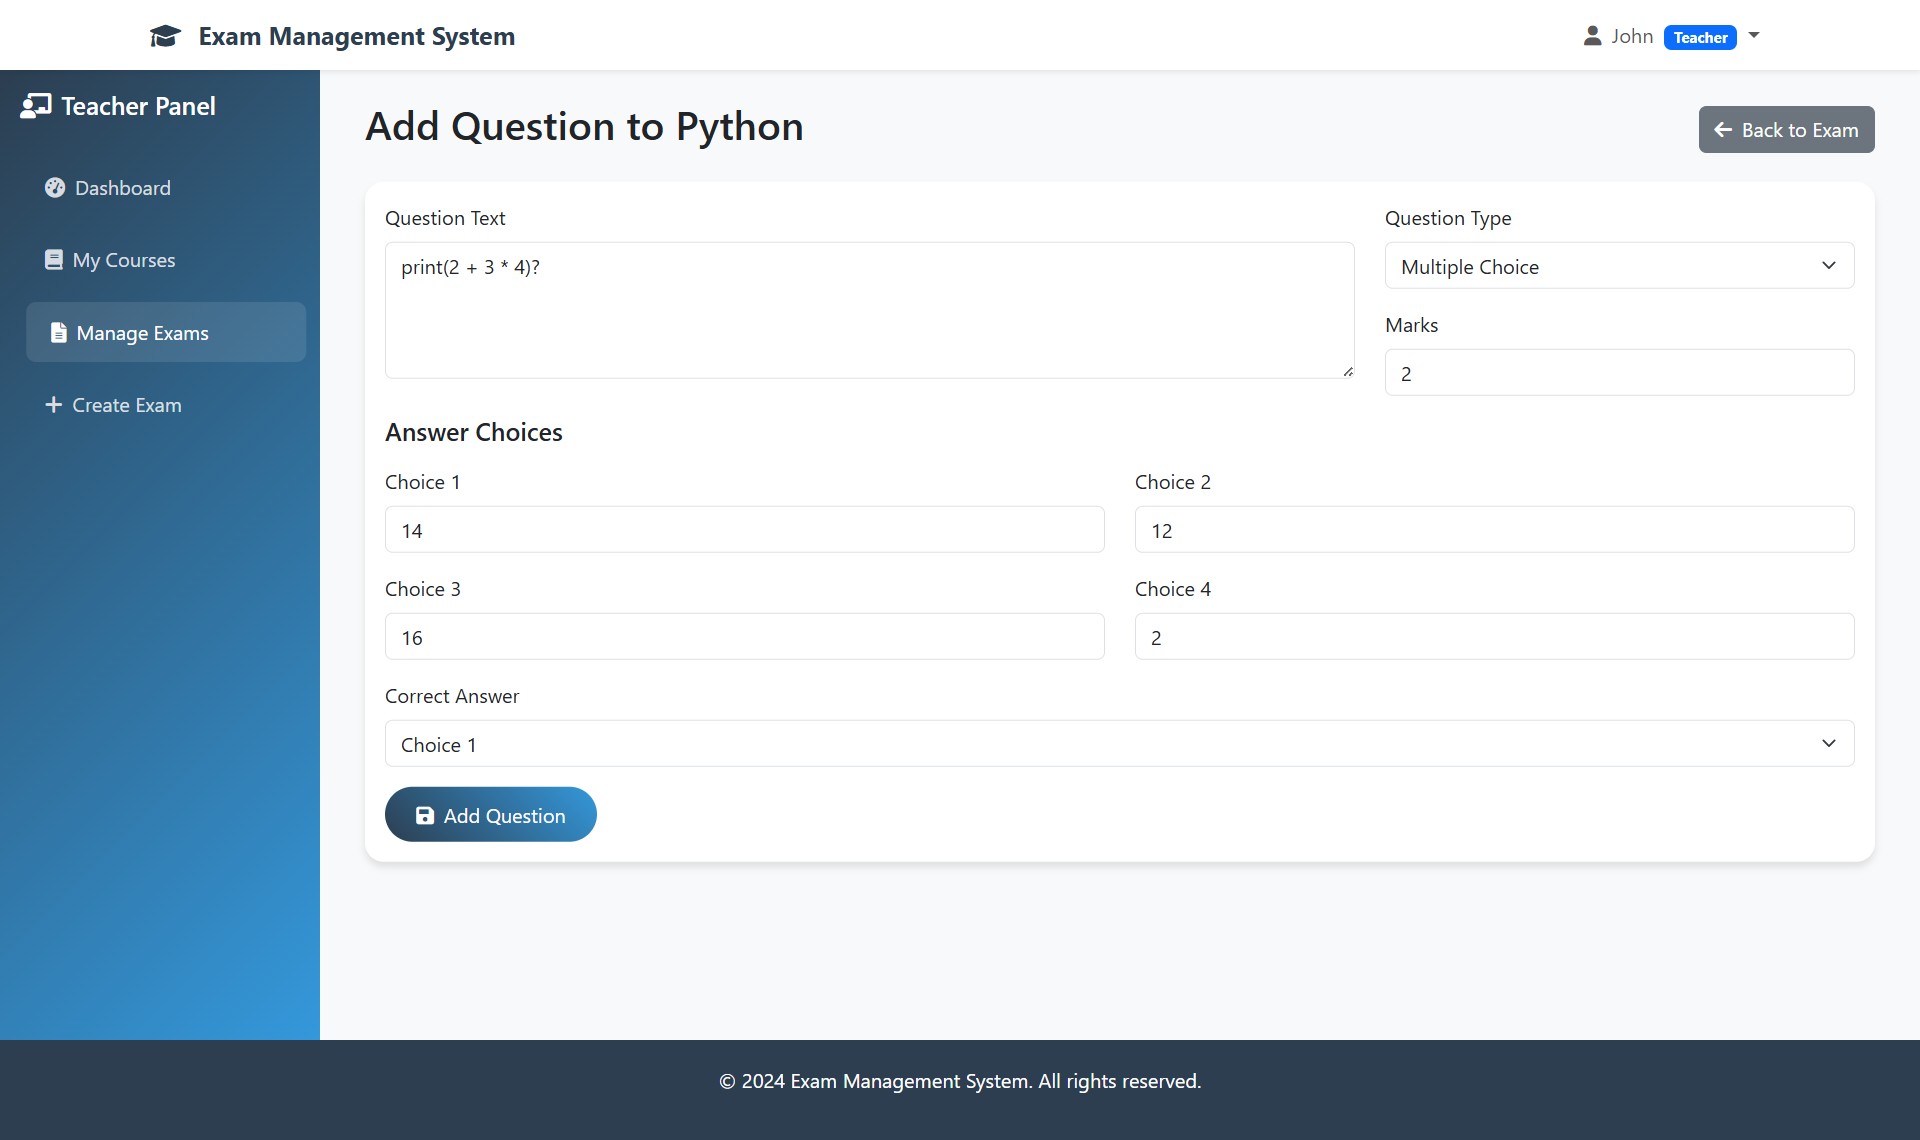 Exam Management System
John Teacher
Teacher Panel
Dashboard
My Courses
Manage Exams
Create Exam
Add Question to Python
Back to Exam
Question Text
print(2 + 3 * 4)?
Question Type
Multiple Choice
Marks
2
Answer Choices
Choice 1
14
Choice 2
12
Choice 3
16
Choice 4
2
Correct Answer
Choice 1
Add Question
© 2024 Exam Management System. All rights reserved.